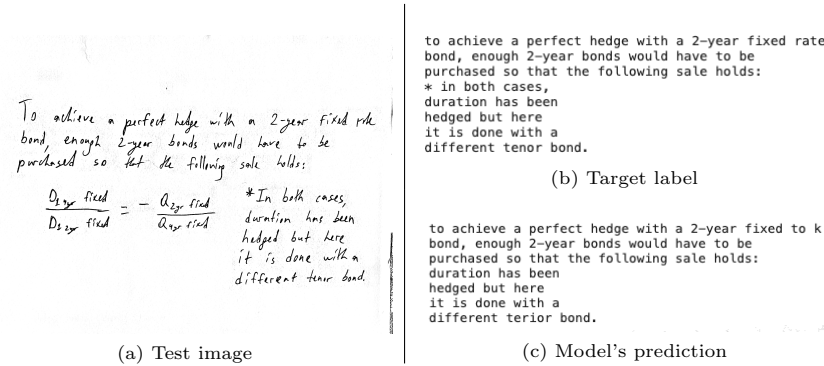 To achieve a perfect hedge with a 2-year fixed rate
bond, enough 2-year bonds would have to be
purchased so that the following sale holds:
fixed
fixed
= -
fixed
fixed
*In both cases,
duration has been
hedged but here
it is done with a
different tenor bond.
(a) Test image
to achieve a perfect hedge with a 2-year fixed rate
bond, enough 2-year bonds would have to be
purchased so that the following sale holds:
* in both cases,
duration has been
hedged but here
it is done with a
different tenor bond.
(b) Target label
to achieve a perfect hedge with a 2-year fixed to k
bond, enough 2-year bonds would have to be
purchased so that the following sale holds:
duration has been
hedged but here
it is done with a
different terior bond.
(c) Model's prediction